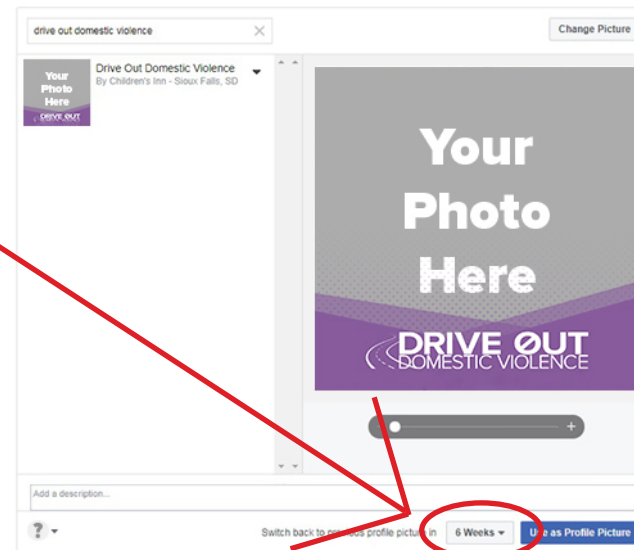 drive out domestic violence
Change Picture
Your
Photo
Here
DRIVE OUT
Drive Out Domestic Violence
By Children's Inn - Sioux Falls, SD
Your
Photo
Here
DRIVE ØUT
DOMESTIC VIOLENCE
Add a description...
Switch back to previous profile picture in 6 Weeks Use as Profile Picture